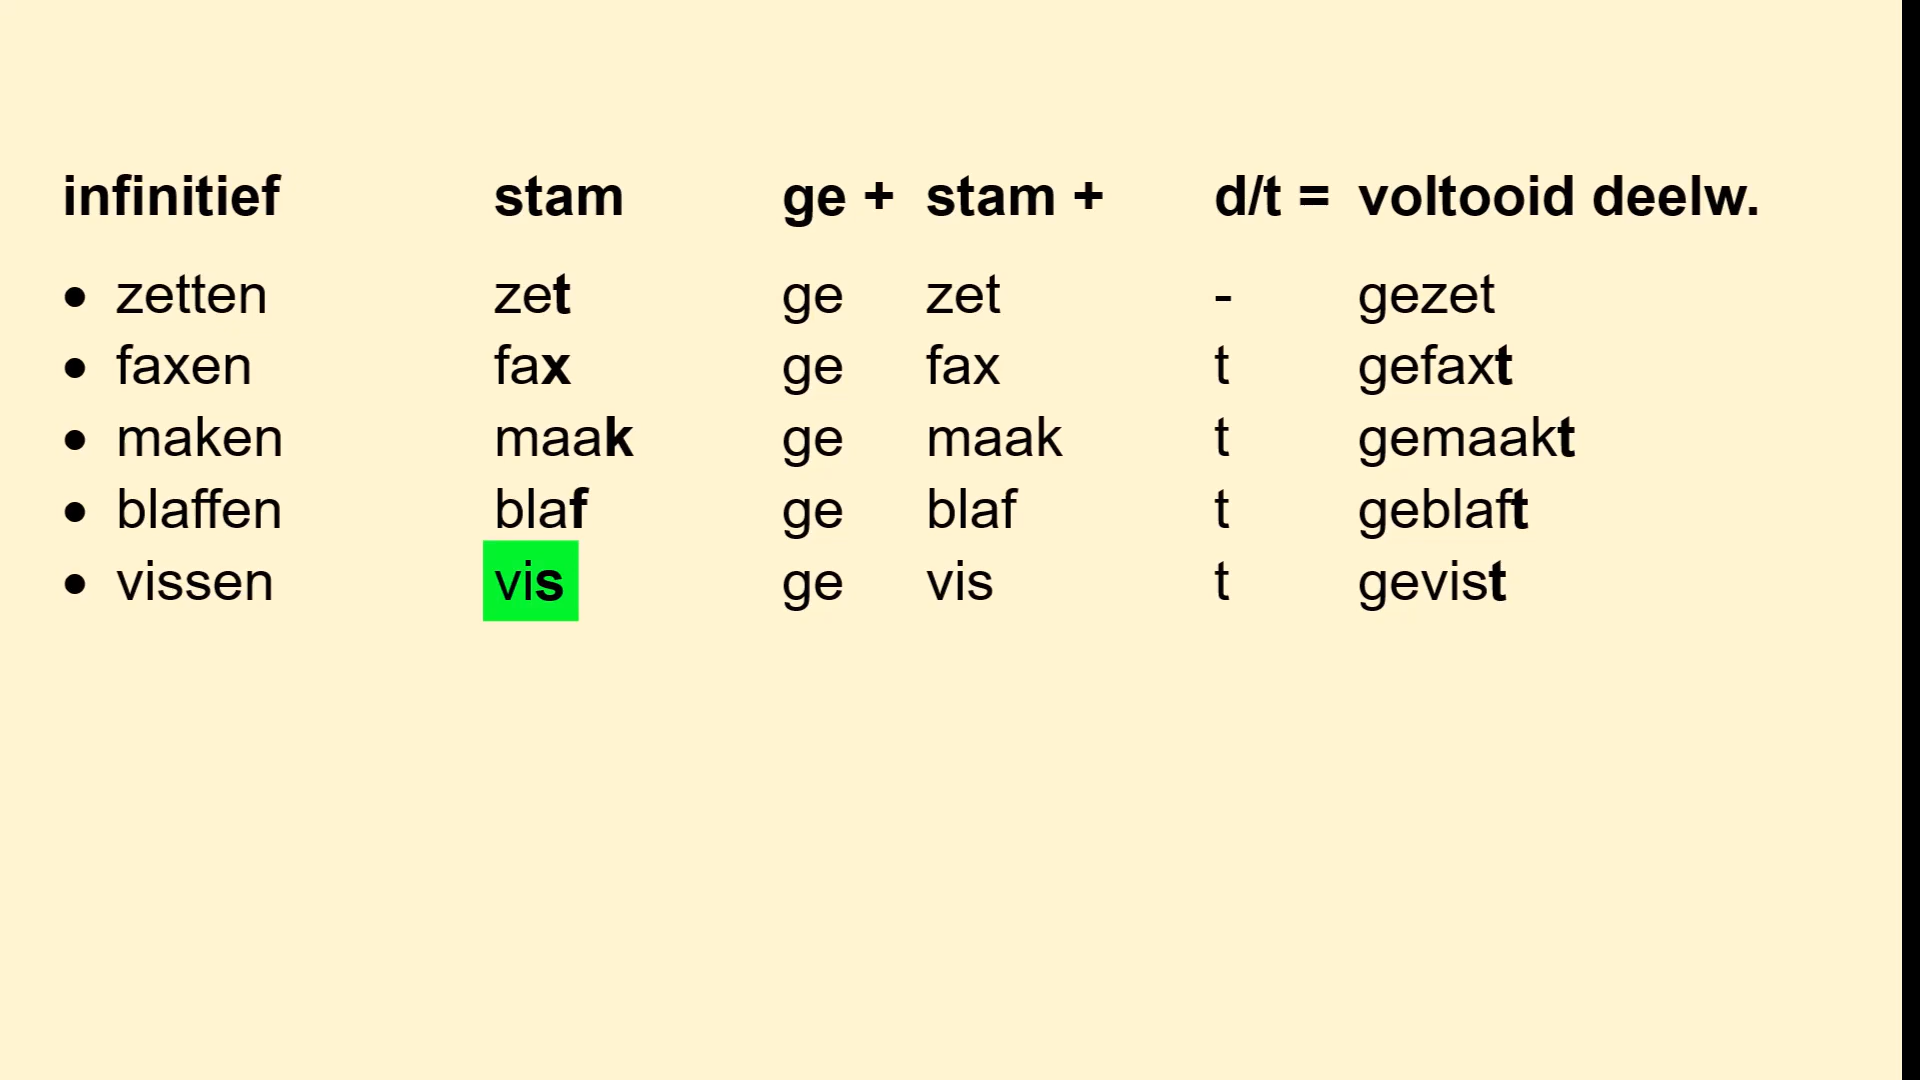 infinitief stam ge + stam + d/t = voltooid deelw.
• zetten zet ge zet - gezet
• faxen fax ge fax t gefaxt
• maken maak ge maak t gemaakt
• blaffen blaf ge blaf t geblaft
• vissen vis ge vis t gevist